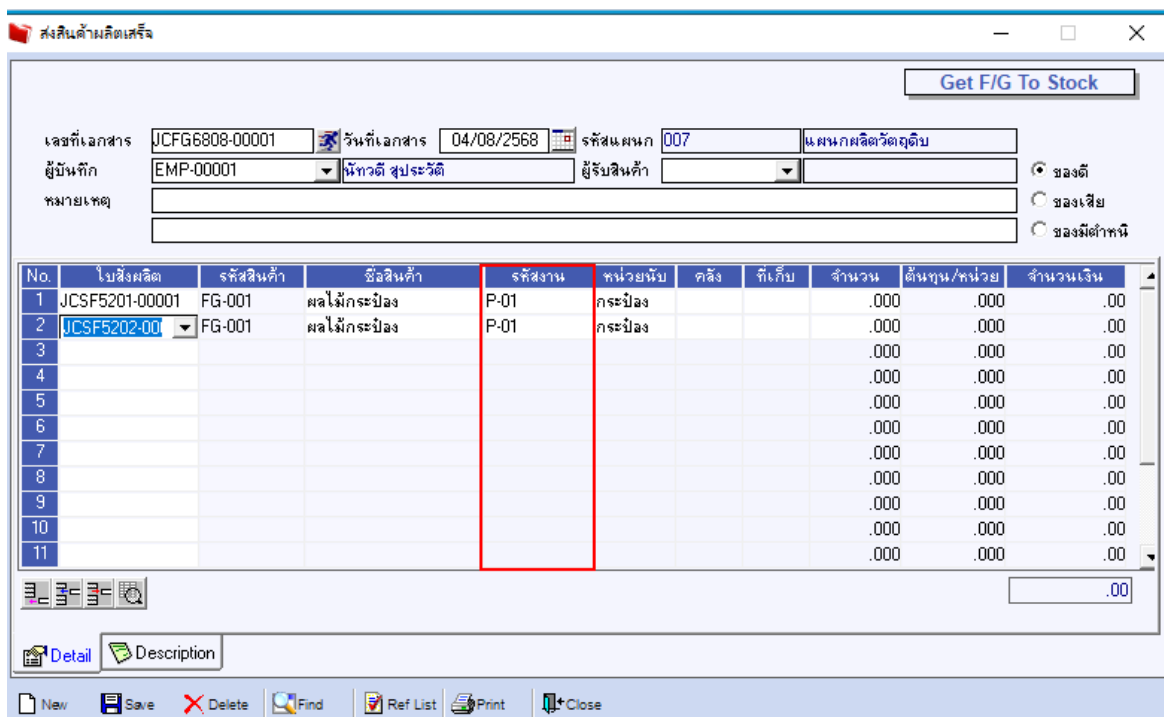 ส่งสินค้าผลิตเสร็จ
Get F/G To Stock
เลขที่เอกสาร JCFG6808-00001 วันที่เอกสาร 04/08/2568 รหัสแผนก 007 แผนกผลิตวัตถุดิบ
ผู้บันทึก EMP-00001 นัทวดี สุประวัติ ผู้รับสินค้า ของดี
หมายเหตุ ของเสีย
ของมีตำหนิ
No. ใบสั่งผลิต รหัสสินค้า ชื่อสินค้า รหัสงาน หน่วยนับ คลัง ที่เก็บ จำนวน ต้นทุน/หน่วย จำนวนเงิน
1 JCSF5201-00001 FG-001 ผลไม้กระป๋อง P-01 กระป๋อง .000 .000 .00
2 JCSF5202-00 FG-001 ผลไม้กระป๋อง P-01 กระป๋อง .000 .000 .00
3 .000 .000 .00
4 .000 .000 .00
5 .000 .000 .00
6 .000 .000 .00
7 .000 .000 .00
8 .000 .000 .00
9 .000 .000 .00
10 .000 .000 .00
11 .000 .000 .00
.00
Detail Description
New Save Delete Find Ref List Print Close